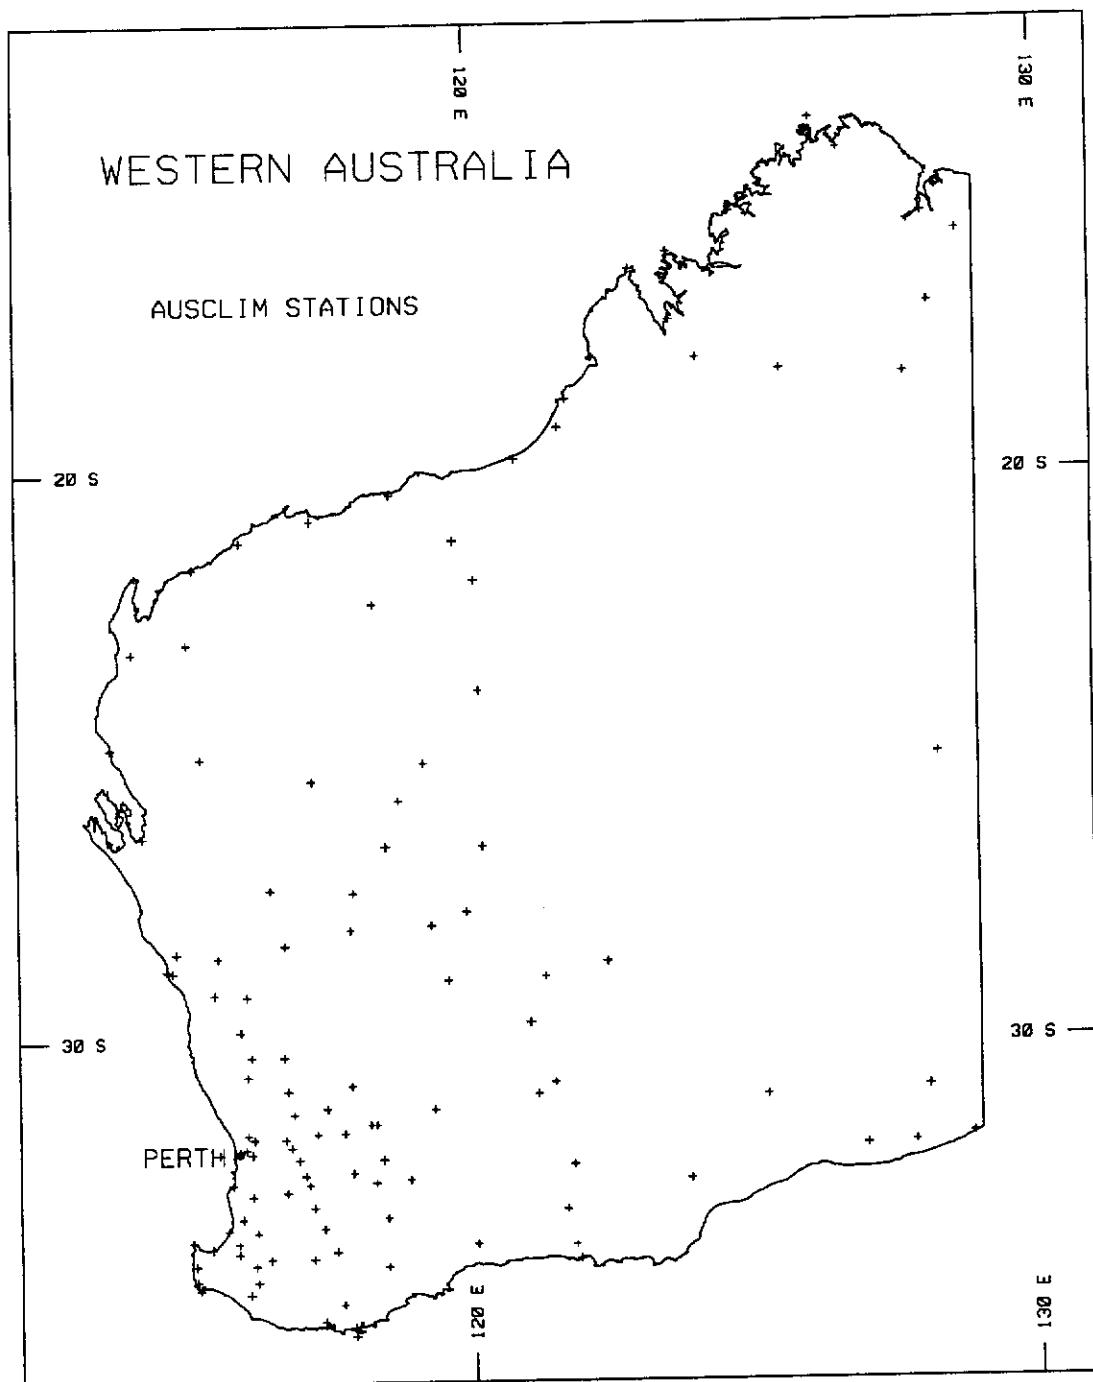 120 E
130 E
WESTERN AUSTRALIA
AUSCLIM STATIONS
20 S
20 S
30 S
30 S
PERTH
120 E
130 E